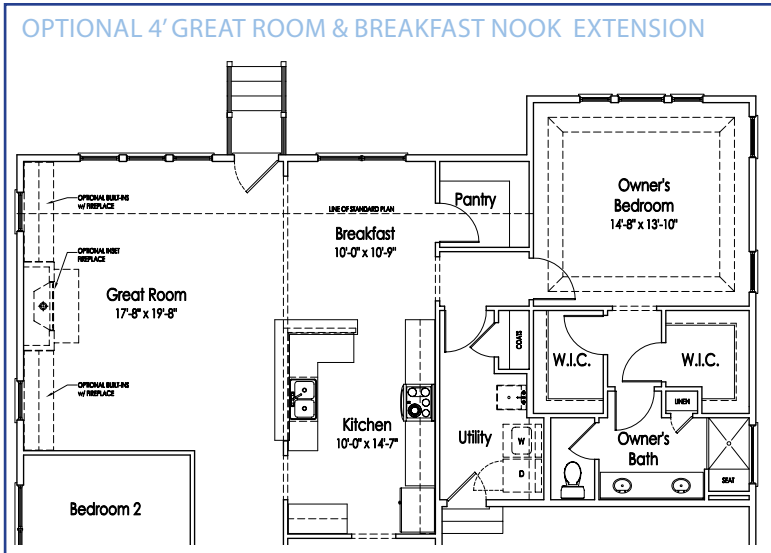 OPTIONAL 4' GREAT ROOM & BREAKFAST NOOK EXTENSION
OPTIONAL BUILT-INS
w/ FIREPLACE
LINE OF STANDARD PLAN
Pantry
Owner's
Bedroom
14'-8" x 13'-10"
Breakfast
10'-0" x 10'-9"
OPTIONAL INSET
FIREPLACE
Great Room
17'-8" x 19'-8"
COATS
W.I.C.
W.I.C.
OPTIONAL BUILT-INS
w/ FIREPLACE
LINEN
Kitchen
10'-0" x 14'-7"
Utility
W
D
Owner's
Bath
SEAT
Bedroom 2